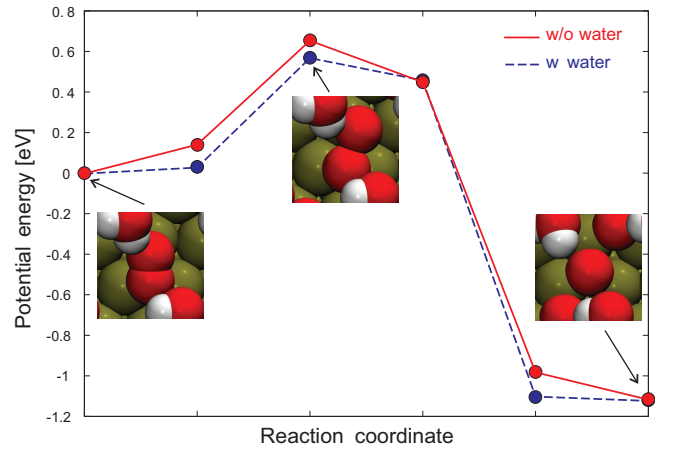 0.8
0.6
0.4
0.2
0
-0.2
-0.4
-0.6
-0.8
-1
-1.2
Potential energy [eV]
w/o water
w water
Reaction coordinate